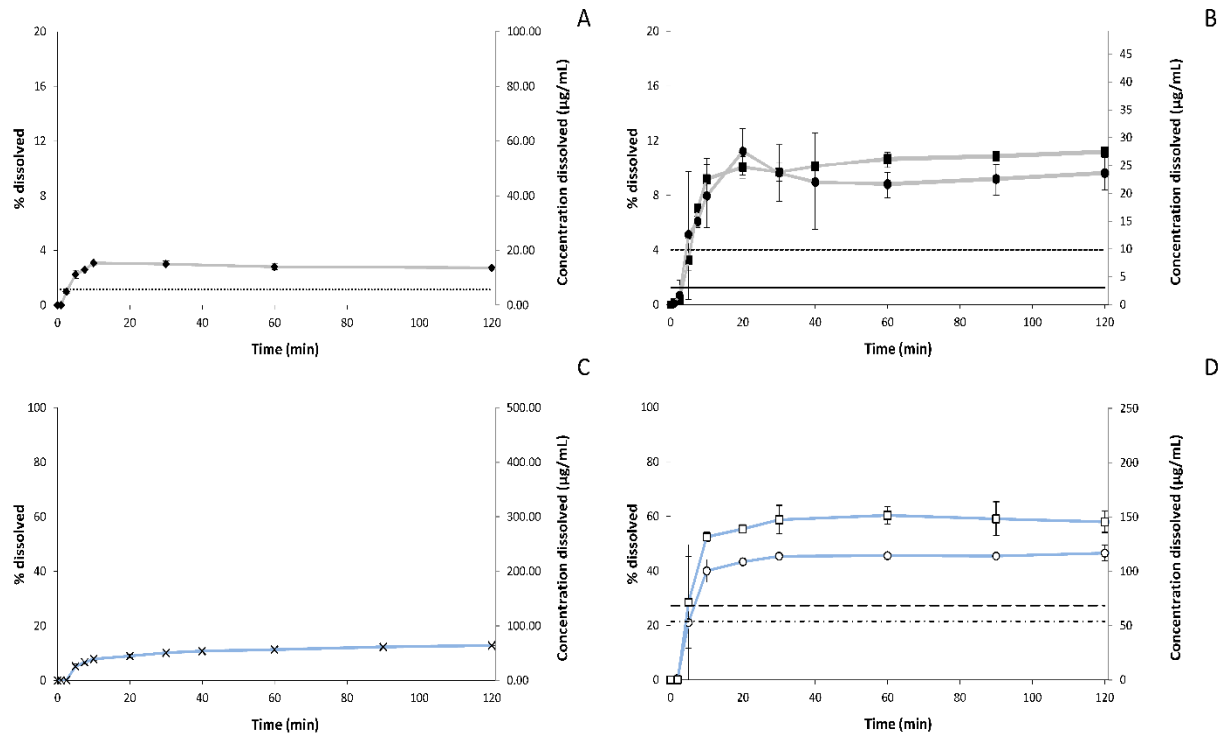 A
20
16
12
8
4
0
% dissolved
0 20 40 60 80 100 120
Time (min)
100.00
80.00
60.00
40.00
20.00
0.00
Concentration dissolved (µg/mL)
B
20
16
12
8
4
0
% dissolved
0 20 40 60 80 100 120
Time (min)
45
40
35
30
25
20
15
10
5
0
Concentration dissolved (µg/mL)
C
100
80
60
40
20
0
% dissolved
0 20 40 60 80 100 120
Time (min)
500.00
400.00
300.00
200.00
100.00
0.00
Concentration dissolved (µg/mL)
D
100
80
60
40
20
0
% dissolved
0 20 40 60 80 100 120
Time (min)
250
200
150
100
50
0
Concentration dissolved (µg/mL)